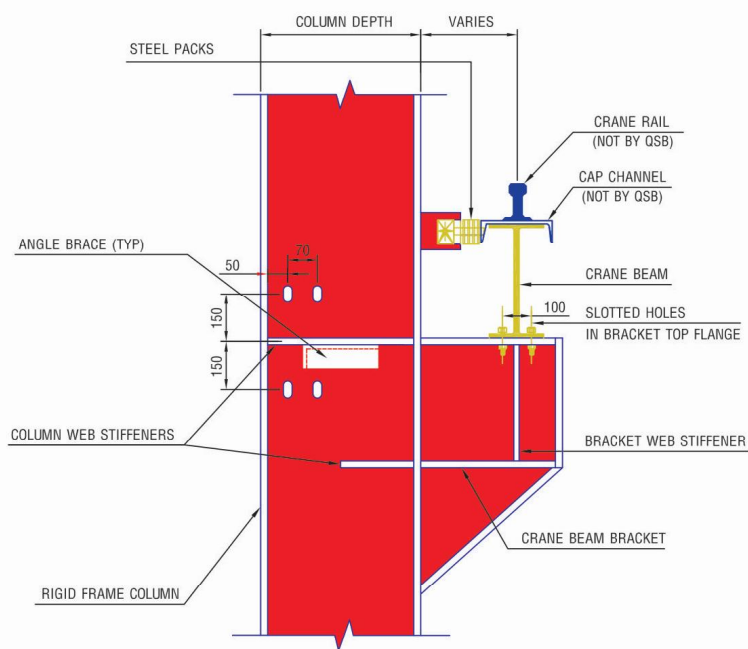 COLUMN DEPTH
VARIES
STEEL PACKS
CRANE RAIL
(NOT BY QSB)
CAP CHANNEL
(NOT BY QSB)
ANGLE BRACE (TYP)
70
50
CRANE BEAM
150
100
SLOTTED HOLES
IN BRACKET TOP FLANGE
150
COLUMN WEB STIFFENERS
BRACKET WEB STIFFENER
CRANE BEAM BRACKET
RIGID FRAME COLUMN